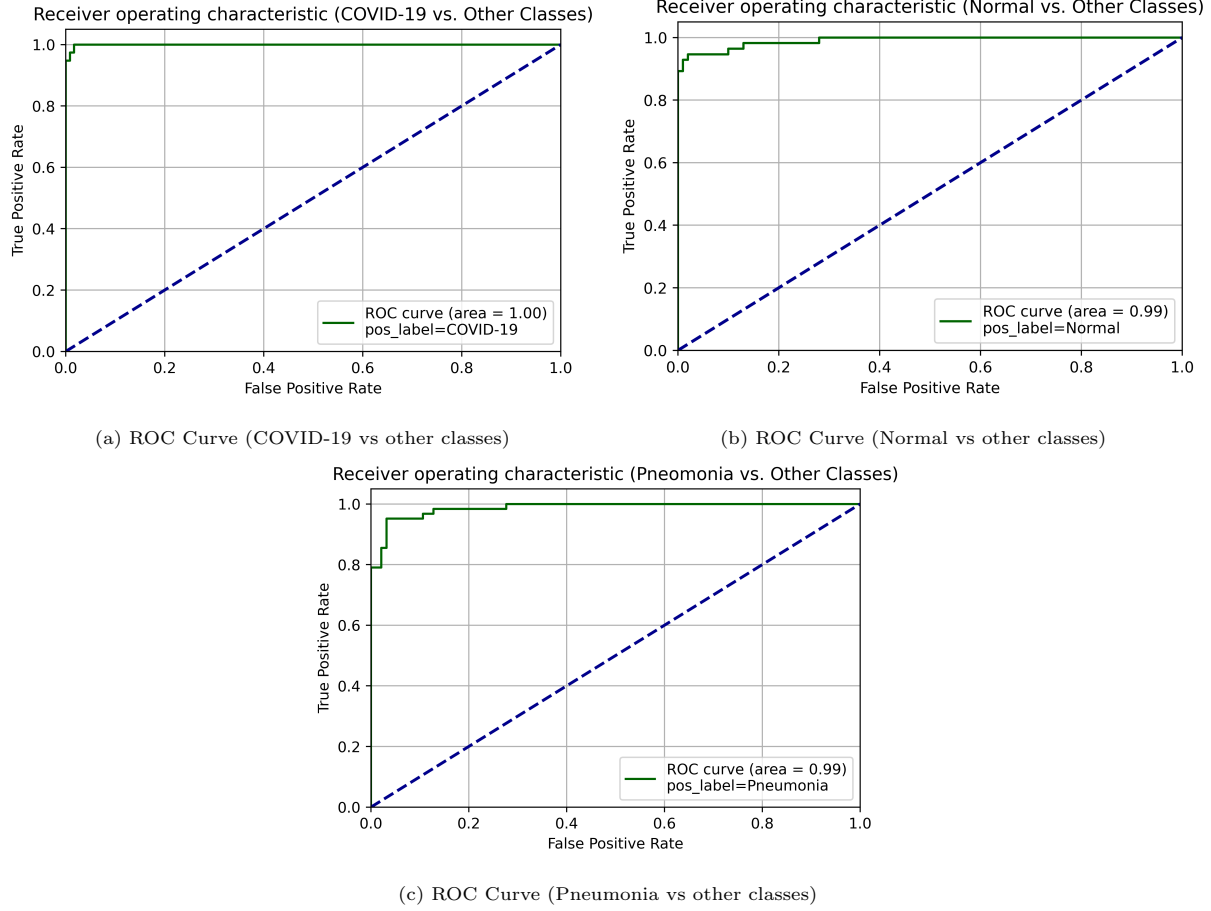 Receiver operating characteristic (COVID-19 vs. Other Classes)
1.0
0.8
0.6
0.4
0.2
0.0
True Positive Rate
ROC curve (area = 1.00)
pos_label=COVID-19
0.0 0.2 0.4 0.6 0.8 1.0
False Positive Rate
(a) ROC Curve (COVID-19 vs other classes)
Receiver operating characteristic (Normal vs. Other Classes)
1.0
0.8
0.6
0.4
0.2
0.0
True Positive Rate
ROC curve (area = 0.99)
pos_label=Normal
0.0 0.2 0.4 0.6 0.8 1.0
False Positive Rate
(b) ROC Curve (Normal vs other classes)
Receiver operating characteristic (Pneomonia vs. Other Classes)
1.0
0.8
0.6
0.4
0.2
0.0
True Positive Rate
ROC curve (area = 0.99)
pos_label=Pneumonia
0.0 0.2 0.4 0.6 0.8 1.0
False Positive Rate
(c) ROC Curve (Pneumonia vs other classes)